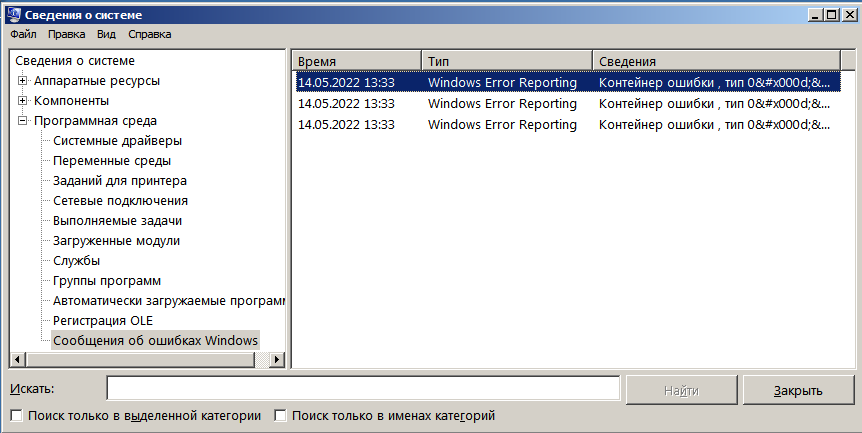 Сведения о системе
Файл Правка Вид Справка
Сведения о системе
Аппаратные ресурсы
Компоненты
Программная среда
Системные драйверы
Переменные среды
Заданий для принтера
Сетевые подключения
Выполняемые задачи
Загруженные модули
Службы
Группы программ
Автоматически загружаемые програм
Регистрация OLE
Сообщения об ошибках Windows
Время Тип Сведения
14.05.2022 13:33 Windows Error Reporting Контейнер ошибки , тип 0&#x000d;&...
14.05.2022 13:33 Windows Error Reporting Контейнер ошибки , тип 0&#x000d;&...
14.05.2022 13:33 Windows Error Reporting Контейнер ошибки , тип 0&#x000d;&...
Искать: Найти Закрыть
Поиск только в выделенной категории Поиск только в именах категорий